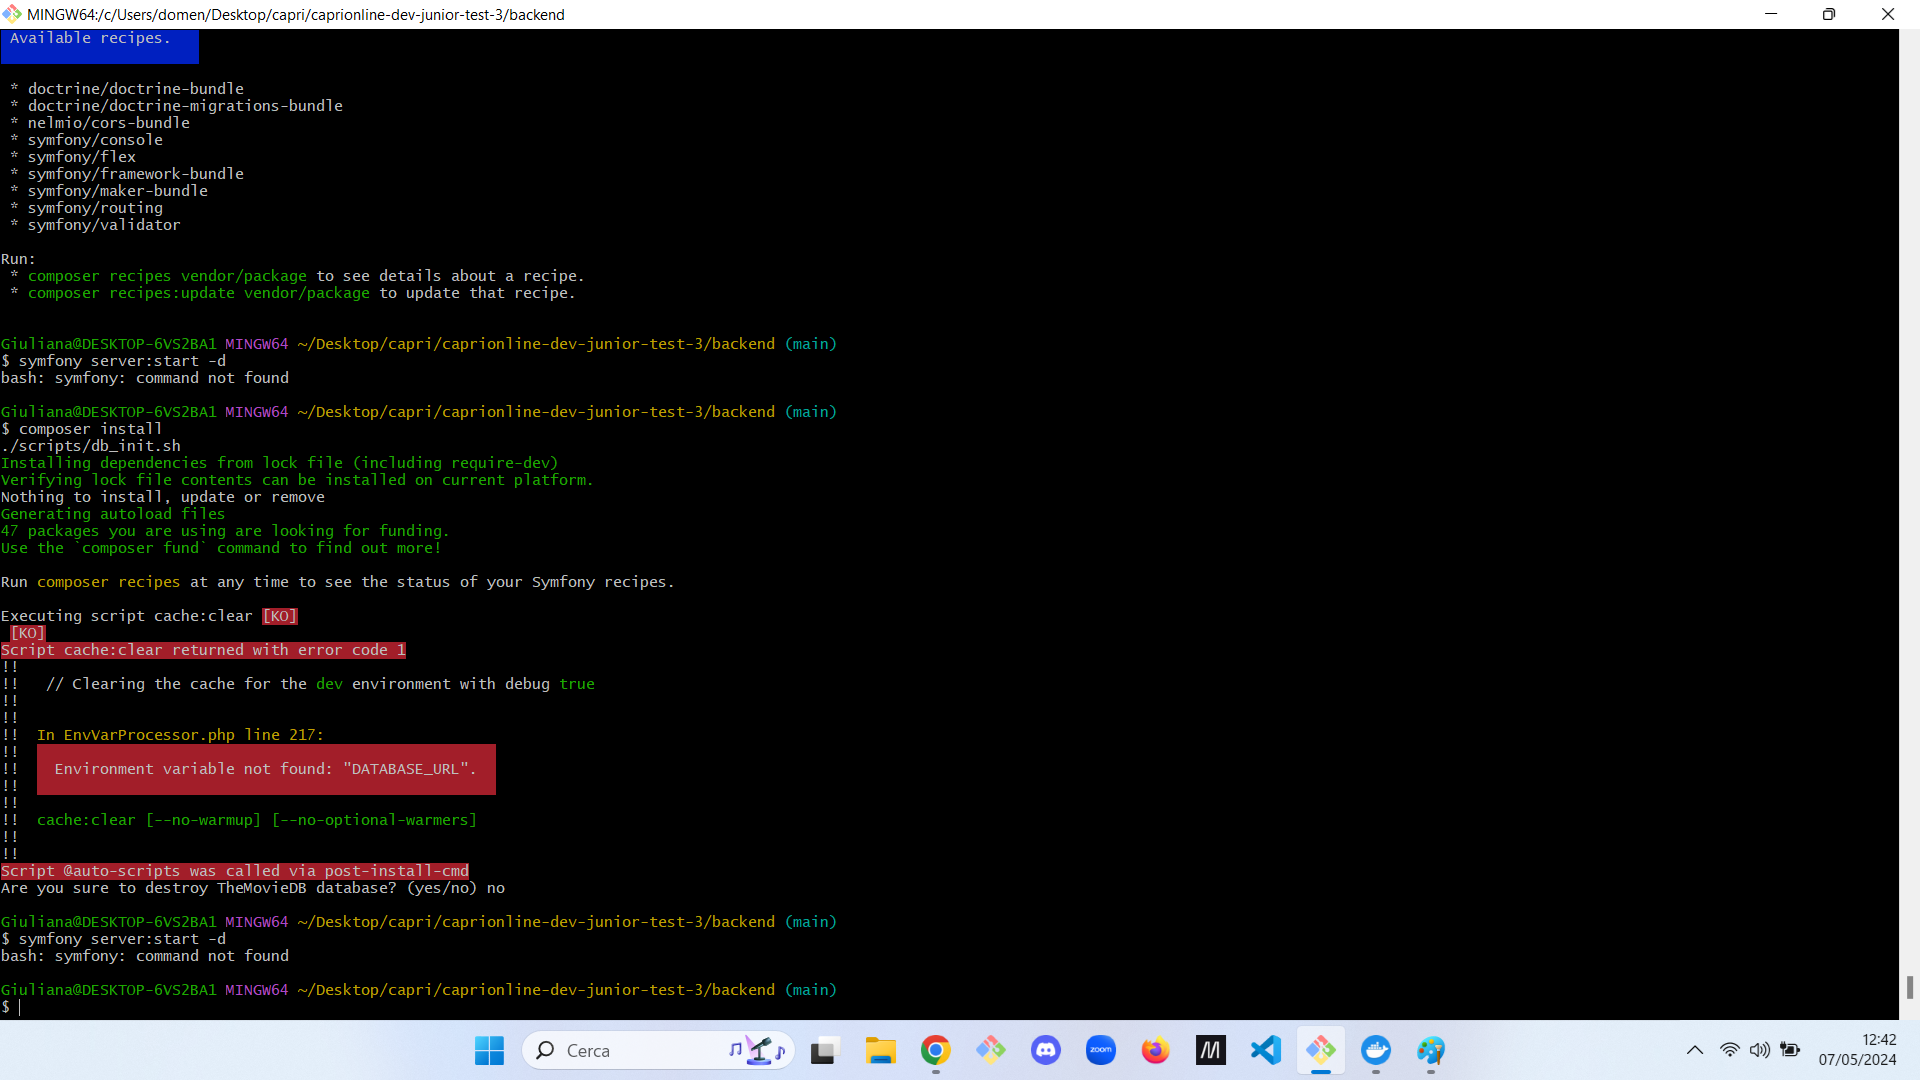 MINGW64:/c/Users/domen/Desktop/capri/caprionline-dev-junior-test-3/backend
Available recipes.
* doctrine/doctrine-bundle
* doctrine/doctrine-migrations-bundle
* nelmio/cors-bundle
* symfony/console
* symfony/flex
* symfony/framework-bundle
* symfony/maker-bundle
* symfony/routing
* symfony/validator
Run:
* composer recipes vendor/package to see details about a recipe.
* composer recipes:update vendor/package to update that recipe.
Giuliana@DESKTOP-6VS2BA1 MINGW64 ~/Desktop/capri/caprionline-dev-junior-test-3/backend (main)
$ symfony server:start -d
bash: symfony: command not found
Giuliana@DESKTOP-6VS2BA1 MINGW64 ~/Desktop/capri/caprionline-dev-junior-test-3/backend (main)
$ composer install
./scripts/db_init.sh
Installing dependencies from lock file (including require-dev)
Verifying lock file contents can be installed on current platform.
Nothing to install, update or remove
Generating autoload files
47 packages you are using are looking for funding.
Use the `composer fund` command to find out more!
Run composer recipes at any time to see the status of your Symfony recipes.
Executing script cache:clear [KO]
[KO]
Script cache:clear returned with error code 1
!!
!!   // Clearing the cache for the dev environment with debug true
!!
!!
!!  In EnvVarProcessor.php line 217:
!!
!!    Environment variable not found: "DATABASE_URL".
!!
!!
!!  cache:clear [--no-warmup] [--no-optional-warmers]
!!
!!
Script @auto-scripts was called via post-install-cmd
Are you sure to destroy TheMovieDB database? (yes/no) no
Giuliana@DESKTOP-6VS2BA1 MINGW64 ~/Desktop/capri/caprionline-dev-junior-test-3/backend (main)
$ symfony server:start -d
bash: symfony: command not found
Giuliana@DESKTOP-6VS2BA1 MINGW64 ~/Desktop/capri/caprionline-dev-junior-test-3/backend (main)
$
Cerca
zoom
12:42
07/05/2024